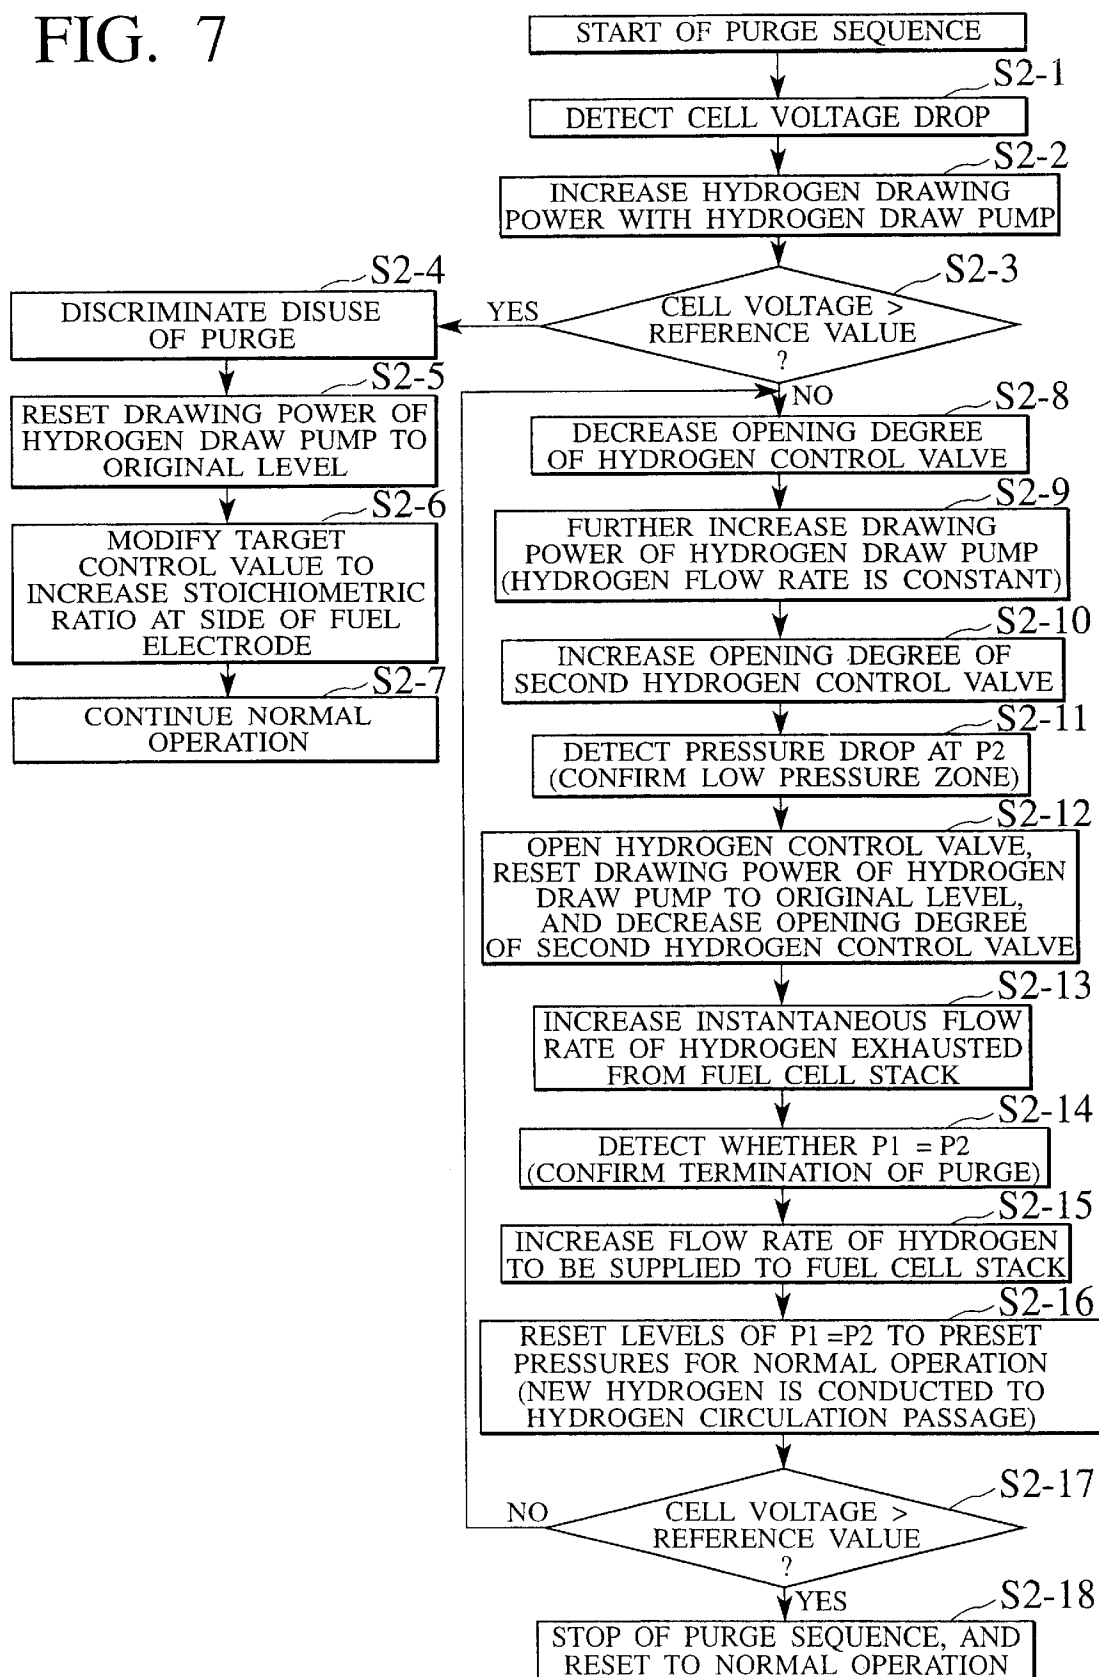 FIG. 7
START OF PURGE SEQUENCE
S2-1
DETECT CELL VOLTAGE DROP
S2-2
INCREASE HYDROGEN DRAWING
POWER WITH HYDROGEN DRAW PUMP
S2-3
CELL VOLTAGE >
REFERENCE VALUE
?
YES
NO
S2-4
DISCRIMINATE DISUSE
OF PURGE
S2-5
RESET DRAWING POWER OF
HYDROGEN DRAW PUMP TO
ORIGINAL LEVEL
S2-6
MODIFY TARGET
CONTROL VALUE TO
INCREASE STOICHIOMETRIC
RATIO AT SIDE OF FUEL
ELECTRODE
S2-7
CONTINUE NORMAL
OPERATION
S2-8
DECREASE OPENING DEGREE
OF HYDROGEN CONTROL VALVE
S2-9
FURTHER INCREASE DRAWING
POWER OF HYDROGEN DRAW PUMP
(HYDROGEN FLOW RATE IS CONSTANT)
S2-10
INCREASE OPENING DEGREE OF
SECOND HYDROGEN CONTROL VALVE
S2-11
DETECT PRESSURE DROP AT P2
(CONFIRM LOW PRESSURE ZONE)
S2-12
OPEN HYDROGEN CONTROL VALVE,
RESET DRAWING POWER OF HYDROGEN
DRAW PUMP TO ORIGINAL LEVEL,
AND DECREASE OPENING DEGREE
OF SECOND HYDROGEN CONTROL VALVE
S2-13
INCREASE INSTANTANEOUS FLOW
RATE OF HYDROGEN EXHAUSTED
FROM FUEL CELL STACK
S2-14
DETECT WHETHER P1 = P2
(CONFIRM TERMINATION OF PURGE)
S2-15
INCREASE FLOW RATE OF HYDROGEN
TO BE SUPPLIED TO FUEL CELL STACK
S2-16
RESET LEVELS OF P1 =P2 TO PRESET
PRESSURES FOR NORMAL OPERATION
(NEW HYDROGEN IS CONDUCTED TO
HYDROGEN CIRCULATION PASSAGE)
S2-17
NO
CELL VOLTAGE >
REFERENCE VALUE
?
YES
S2-18
STOP OF PURGE SEQUENCE, AND
RESET TO NORMAL OPERATION